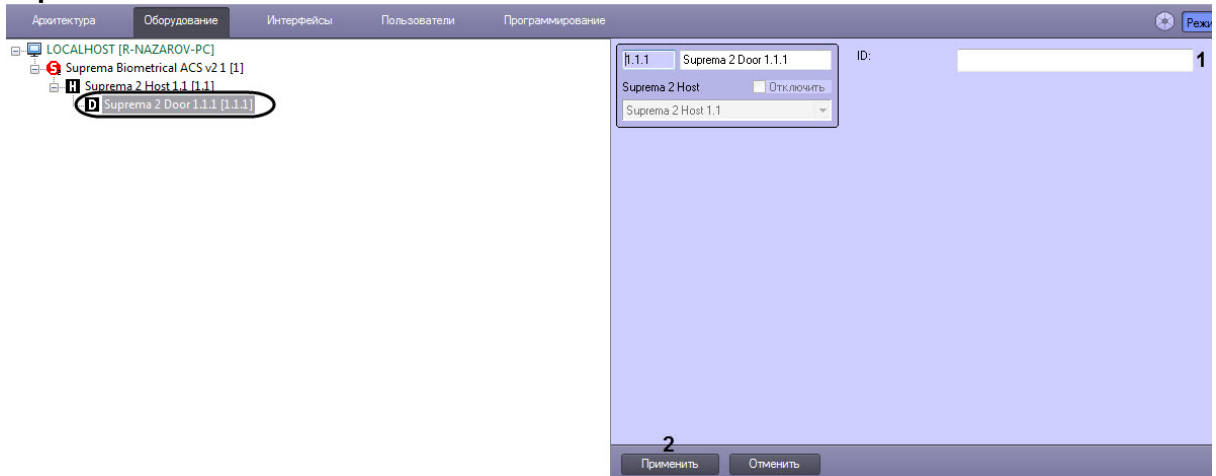 Архитектура Оборудование Интерфейсы Пользователи Программирование Режи
LOCALHOST [R-NAZAROV-PC]
Suprema Biometrical ACS v2 1 [1]
Suprema 2 Host 1.1 [1.1]
Suprema 2 Door 1.1.1 [1.1.1]
1.1.1 Suprema 2 Door 1.1.1
Suprema 2 Host Отключить
Suprema 2 Host 1.1
ID: 1
2
Применить Отменить